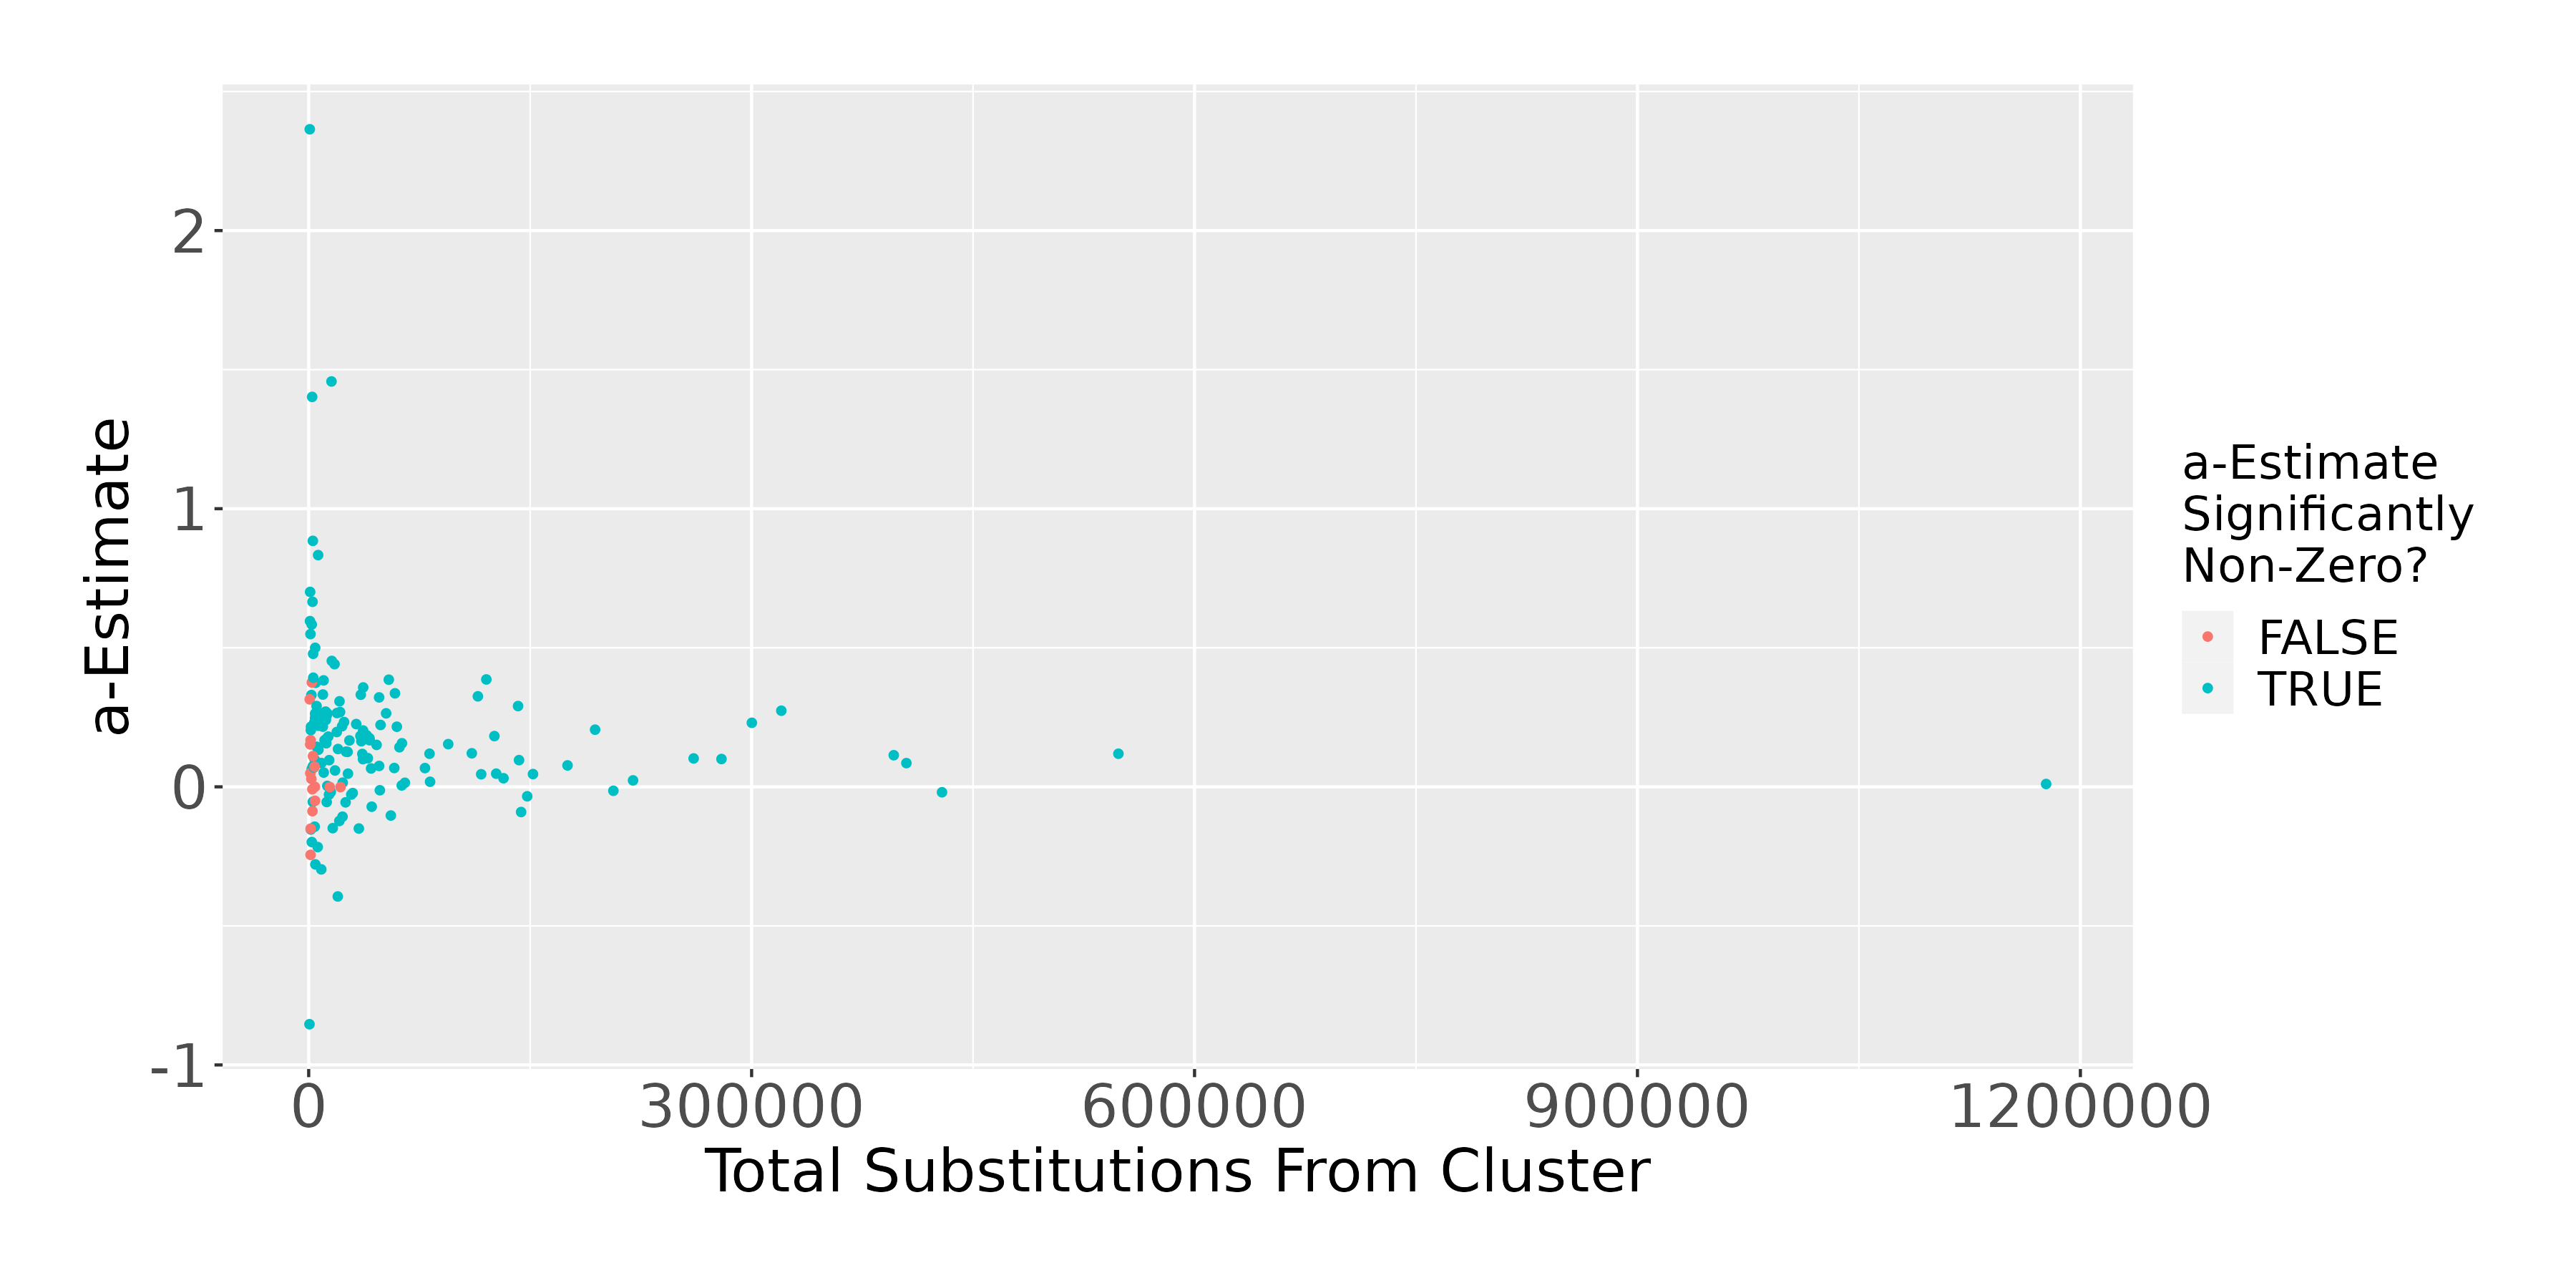 2
1
0
-1
a-Estimate
0 300000 600000 900000 1200000
Total Substitutions From Cluster
a-Estimate
Significantly
Non-Zero?
FALSE
TRUE